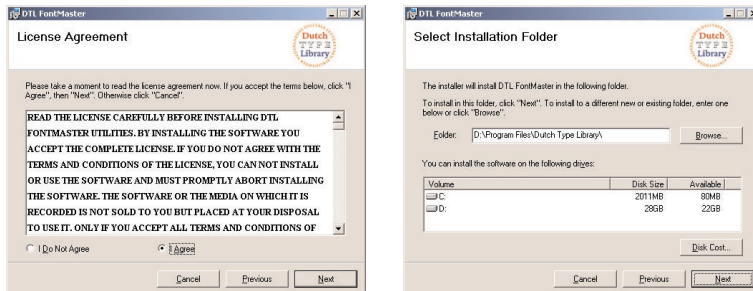 DTL FontMaster
License Agreement
Dutch
TYPE
Library
Please take a moment to read the license agreement now. If you accept the terms below, click "I
Agree", then "Next". Otherwise click "Cancel".
READ THE LICENSE CAREFULLY BEFORE INSTALLING DTL
FONTMASTER UTILITIES. BY INSTALLING THE SOFTWARE YOU
ACCEPT THE COMPLETE LICENSE. IF YOU DO NOT AGREE WITH THE
TERMS AND CONDITIONS OF THE LICENSE, YOU CAN NOT INSTALL
OR USE THE SOFTWARE AND MUST PROMPTLY ABORT INSTALLING
THE SOFTWARE. THE SOFTWARE OR THE MEDIA ON WHICH IT IS
RECORDED IS NOT SOLD TO YOU BUT PLACED AT YOUR DISPOSAL
TO USE IT. ONLY IF YOU ACCEPT ALL TERMS AND CONDITIONS OF
I Do Not Agree
I Agree
Cancel
Previous
Next
DTL FontMaster
Select Installation Folder
Dutch
TYPE
Library
The installer will install DTL FontMaster in the following folder.
To install in this folder, click "Next". To install to a different new or existing folder, enter one
below or click "Browse".
Folder:
D:\Program Files\Dutch Type Library\
Browse...
You can install the software on the following drives:
Volume Disk Size Available
C: 2011MB 80MB
D: 28GB 22GB
Disk Cost...
Cancel
Previous
Next